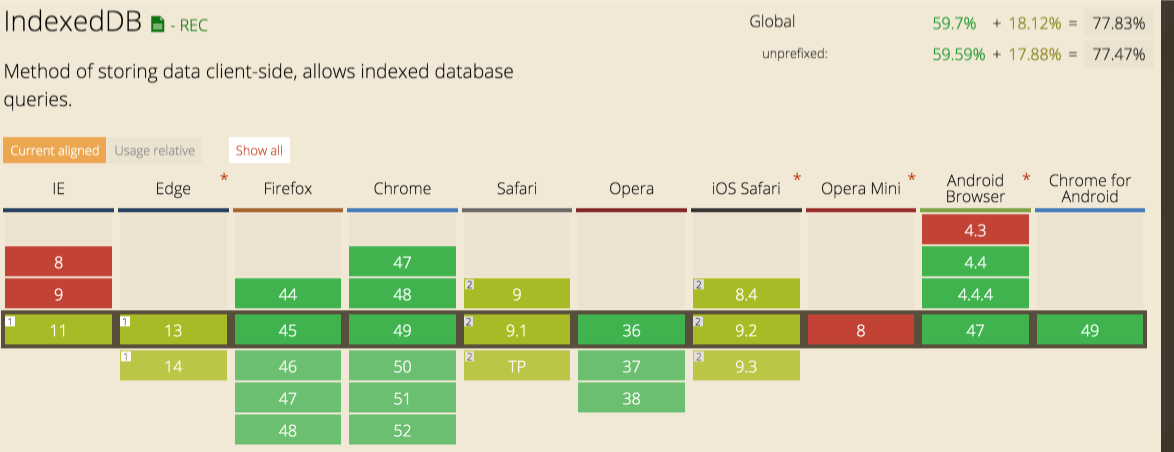 IndexedDB - REC
Global 59.7% + 18.12% = 77.83%
unprefixed: 59.59% + 17.88% = 77.47%
Method of storing data client-side, allows indexed database
queries.
Current aligned Usage relative Show all
IE Edge * Firefox Chrome Safari Opera iOS Safari * Opera Mini * Android Browser * Chrome for Android
4.3
8 47 4.4
9 44 48 2 9 2 8.4 4.4.4
1 11 1 13 45 49 2 9.1 36 2 9.2 8 47 49
1 14 46 50 2 TP 37 2 9.3
47 51 38
48 52